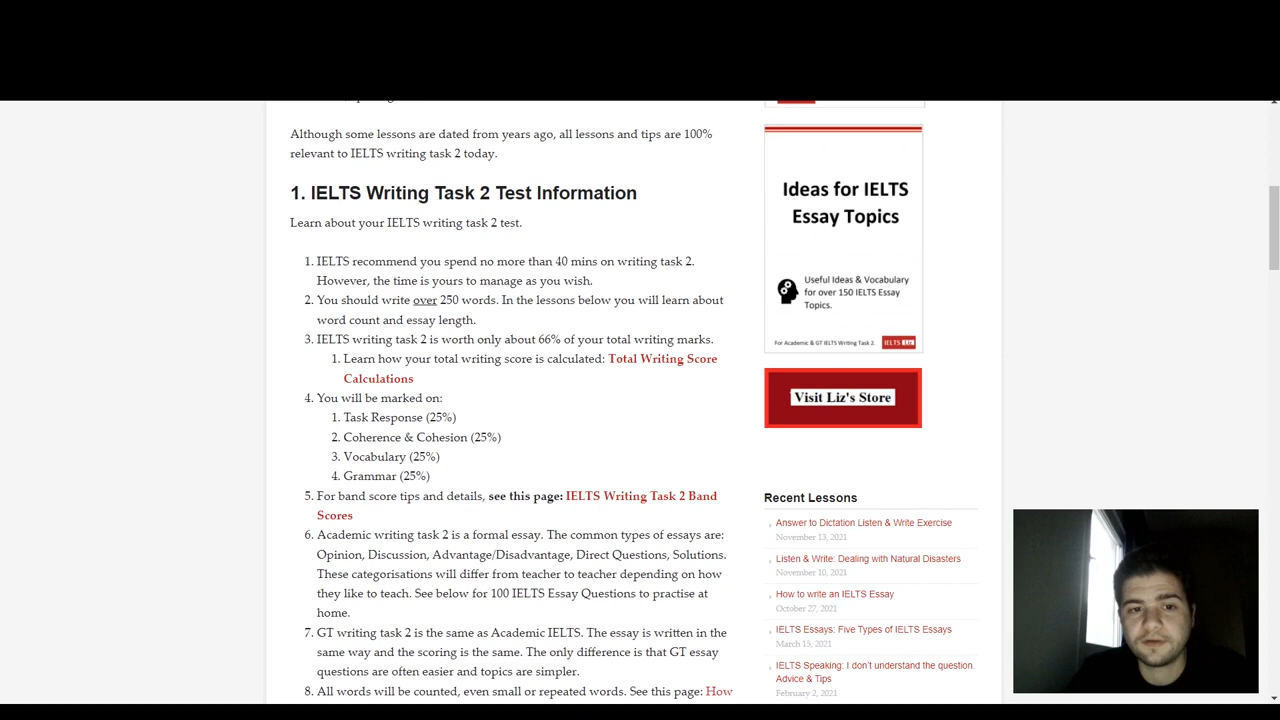 Although some lessons are dated from years ago, all lessons and tips are 100%
relevant to IELTS writing task 2 today.
1. IELTS Writing Task 2 Test Information
Learn about your IELTS writing task 2 test.
1. IELTS recommend you spend no more than 40 mins on writing task 2.
However, the time is yours to manage as you wish.
2. You should write over 250 words. In the lessons below you will learn about
word count and essay length.
3. IELTS writing task 2 is worth only about 66% of your total writing marks.
1. Learn how your total writing score is calculated: Total Writing Score
Calculations
4. You will be marked on:
1. Task Response (25%)
2. Coherence & Cohesion (25%)
3. Vocabulary (25%)
4. Grammar (25%)
5. For band score tips and details, see this page: IELTS Writing Task 2 Band
Scores
6. Academic writing task 2 is a formal essay. The common types of essays are:
Opinion, Discussion, Advantage/Disadvantage, Direct Questions, Solutions.
These categorisations will differ from teacher to teacher depending on how
they like to teach. See below for 100 IELTS Essay Questions to practise at
home.
7. GT writing task 2 is the same as Academic IELTS. The essay is written in the
same way and the scoring is the same. The only difference is that GT essay
questions are often easier and topics are simpler.
8. All words will be counted, even small or repeated words. See this page: How
Ideas for IELTS
Essay Topics
Useful Ideas & Vocabulary
for over 150 IELTS Essay
Topics.
For Academic & GT IELTS Writing Task 2.
Visit Liz's Store
Recent Lessons
Answer to Dictation Listen & Write Exercise
November 13, 2021
Listen & Write: Dealing with Natural Disasters
November 10, 2021
How to write an IELTS Essay
October 27, 2021
IELTS Essays: Five Types of IELTS Essays
March 15, 2021
IELTS Speaking: I don't understand the question.
Advice & Tips
February 2, 2021